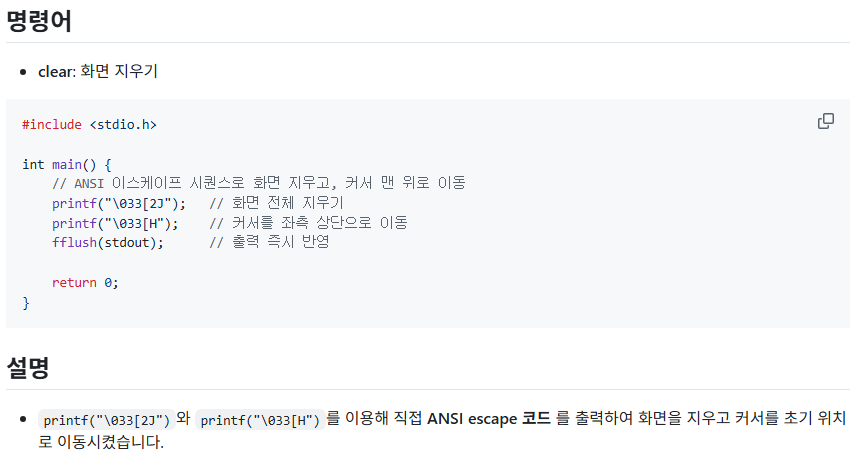 명령어
• clear: 화면 지우기
#include <stdio.h>
int main() {
    // ANSI 이스케이프 시퀀스로 화면 지우고, 커서 맨 위로 이동
    printf("\033[2J");   // 화면 전체 지우기
    printf("\033[H");    // 커서를 좌측 상단으로 이동
    fflush(stdout);      // 출력 즉시 반영
    return 0;
}
설명
• printf("\033[2J") 와 printf("\033[H") 를 이용해 직접 ANSI escape 코드 를 출력하여 화면을 지우고 커서를 초기 위치
로 이동시켰습니다.